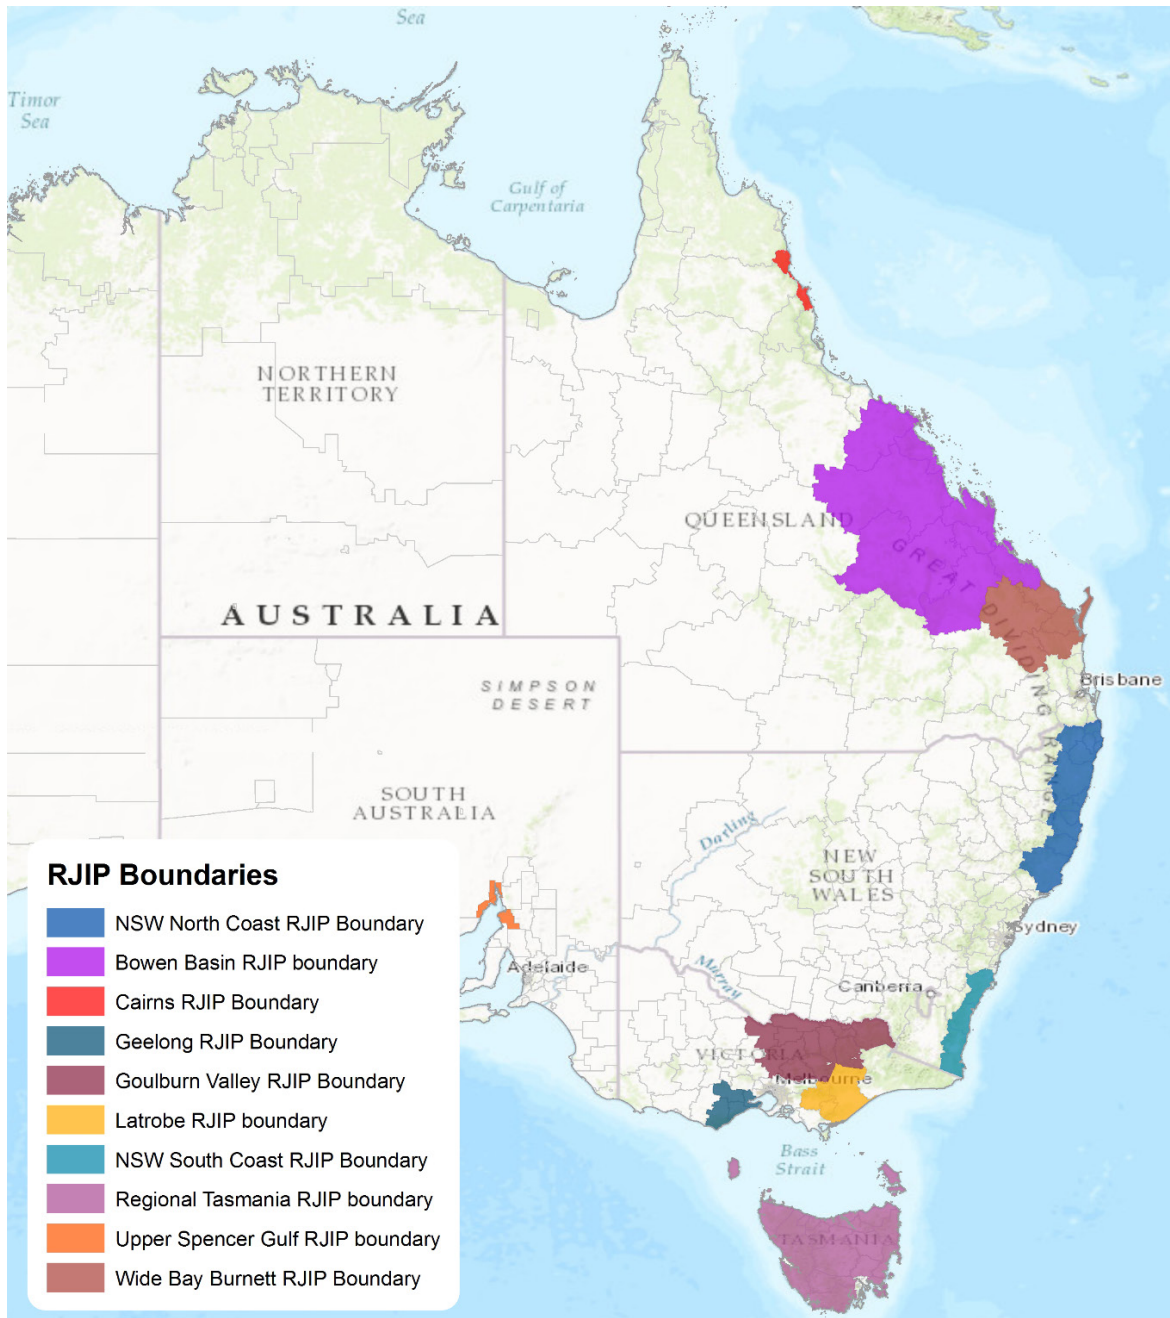 Sea
Timor
Sea
Gulf of
Carpentaria
NORTHERN
TERRITORY
QUEENSLAND
GREAT DIVIDING RANGE
AUSTRALIA
SIMPSON
DESERT
Brisbane
SOUTH
AUSTRALIA
Darling
NEW
SOUTH
WALES
Sydney
Adelaide
Murray
Canberra
VICTORIA
Melbourne
Bass
Strait
TASMANIA
RJIP Boundaries
NSW North Coast RJIP Boundary
Bowen Basin RJIP boundary
Cairns RJIP Boundary
Geelong RJIP Boundary
Goulburn Valley RJIP Boundary
Latrobe RJIP boundary
NSW South Coast RJIP Boundary
Regional Tasmania RJIP boundary
Upper Spencer Gulf RJIP boundary
Wide Bay Burnett RJIP Boundary